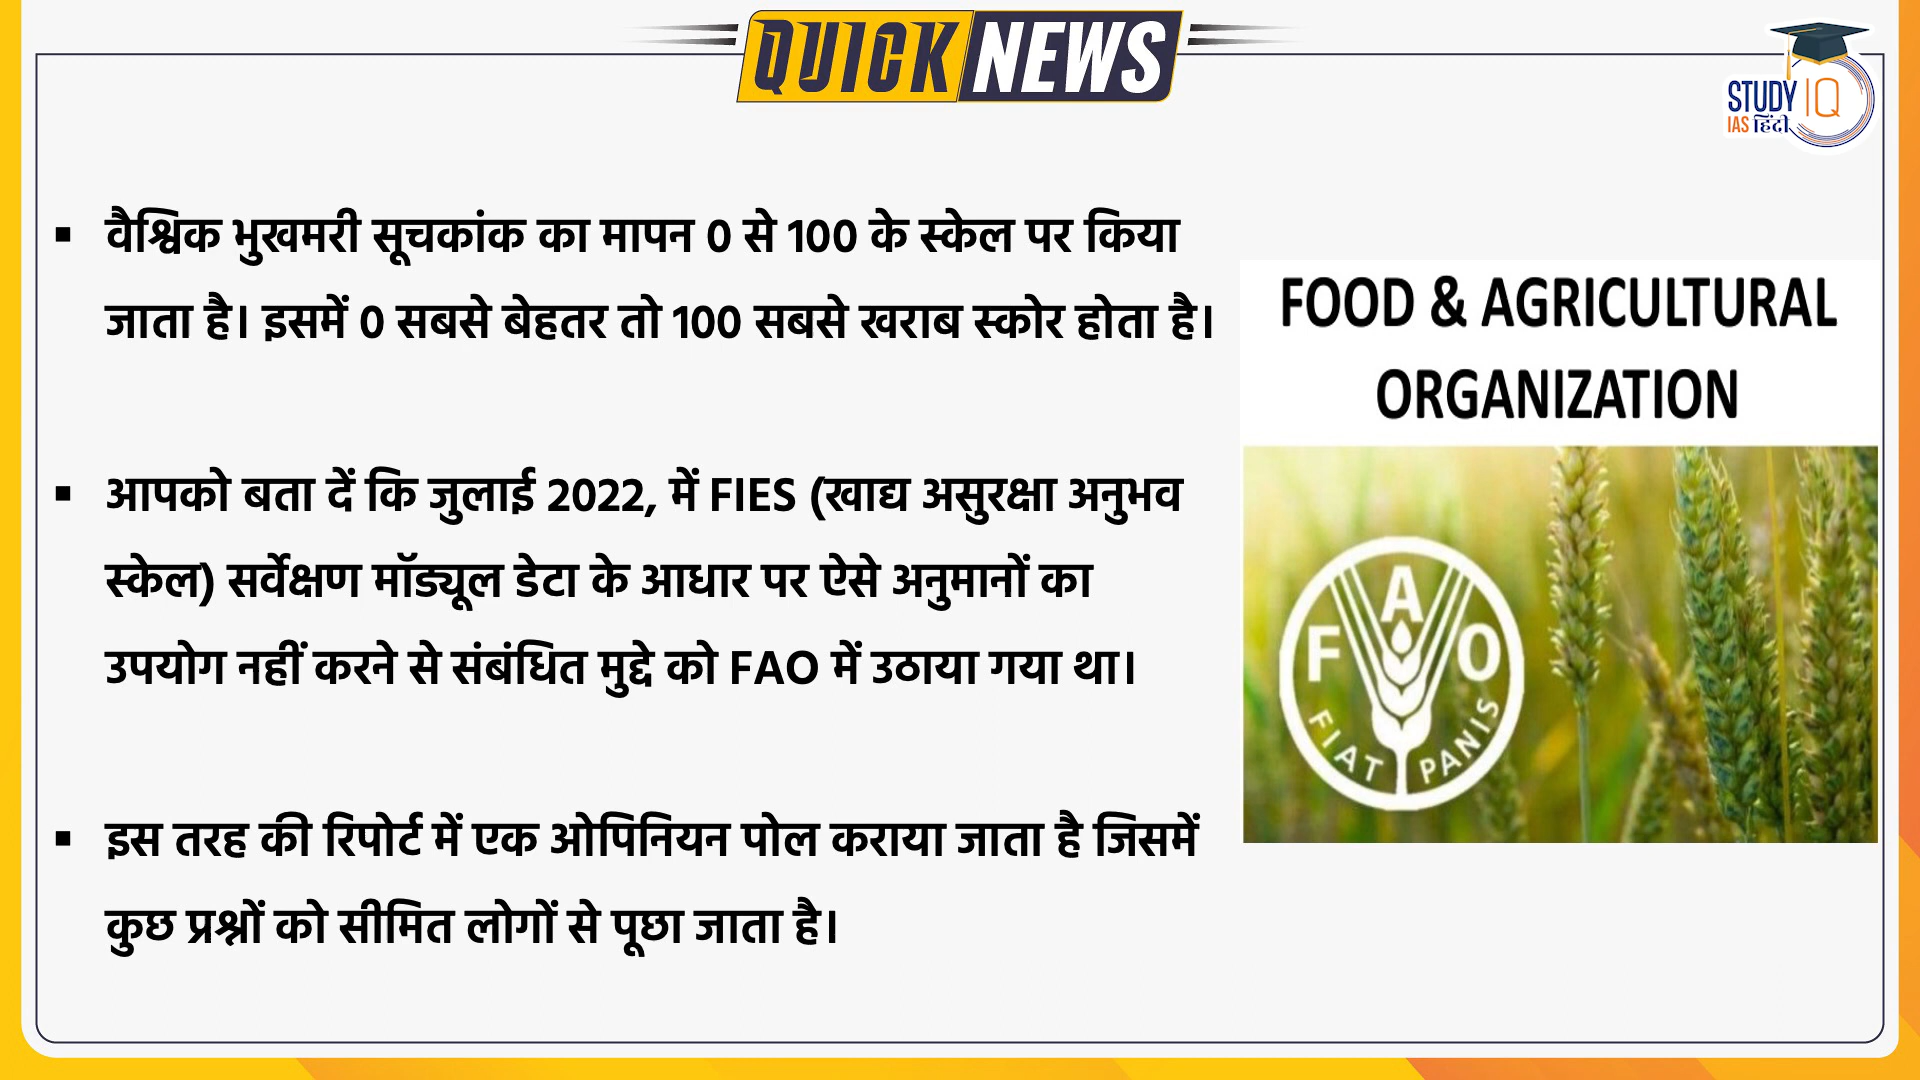 QUICK NEWS
STUDY IQ
IAS हिंदी
▪ वैश्विक भुखमरी सूचकांक का मापन 0 से 100 के स्केल पर किया
जाता है। इसमें 0 सबसे बेहतर तो 100 सबसे खराब स्कोर होता है।
▪ आपको बता दें कि जुलाई 2022, में FIES (खाद्य असुरक्षा अनुभव
स्केल) सर्वेक्षण मॉड्यूल डेटा के आधार पर ऐसे अनुमानों का
उपयोग नहीं करने से संबंधित मुद्दे को FAO में उठाया गया था।
▪ इस तरह की रिपोर्ट में एक ओपिनियन पोल कराया जाता है जिसमें
कुछ प्रश्नों को सीमित लोगों से पूछा जाता है।
FOOD & AGRICULTURAL
ORGANIZATION
F A O
FIAT PANIS